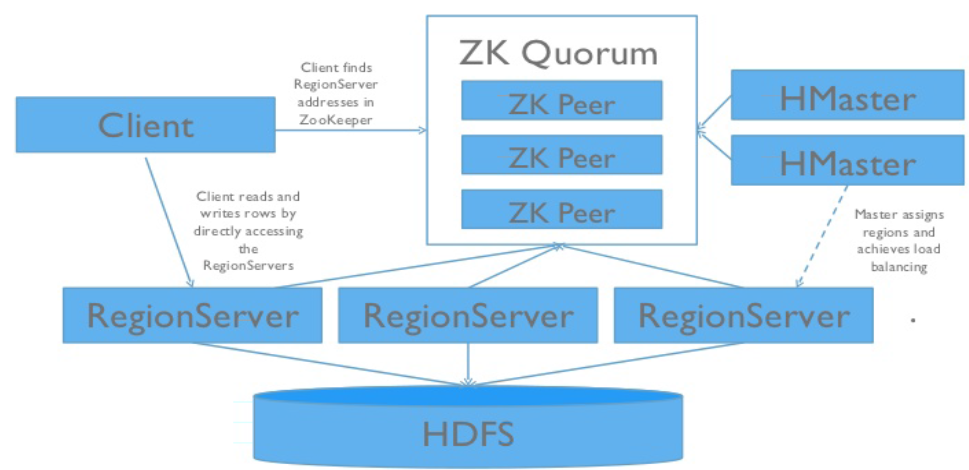 ZK Quorum
ZK Peer
ZK Peer
ZK Peer
Client finds
RegionServer
addresses in
ZooKeeper
Client
HMaster
HMaster
Client reads and
writes rows by
directly accessing
the
RegionServers
Master assigns
regions and
achieves load
balancing
RegionServer
RegionServer
RegionServer
.
HDFS